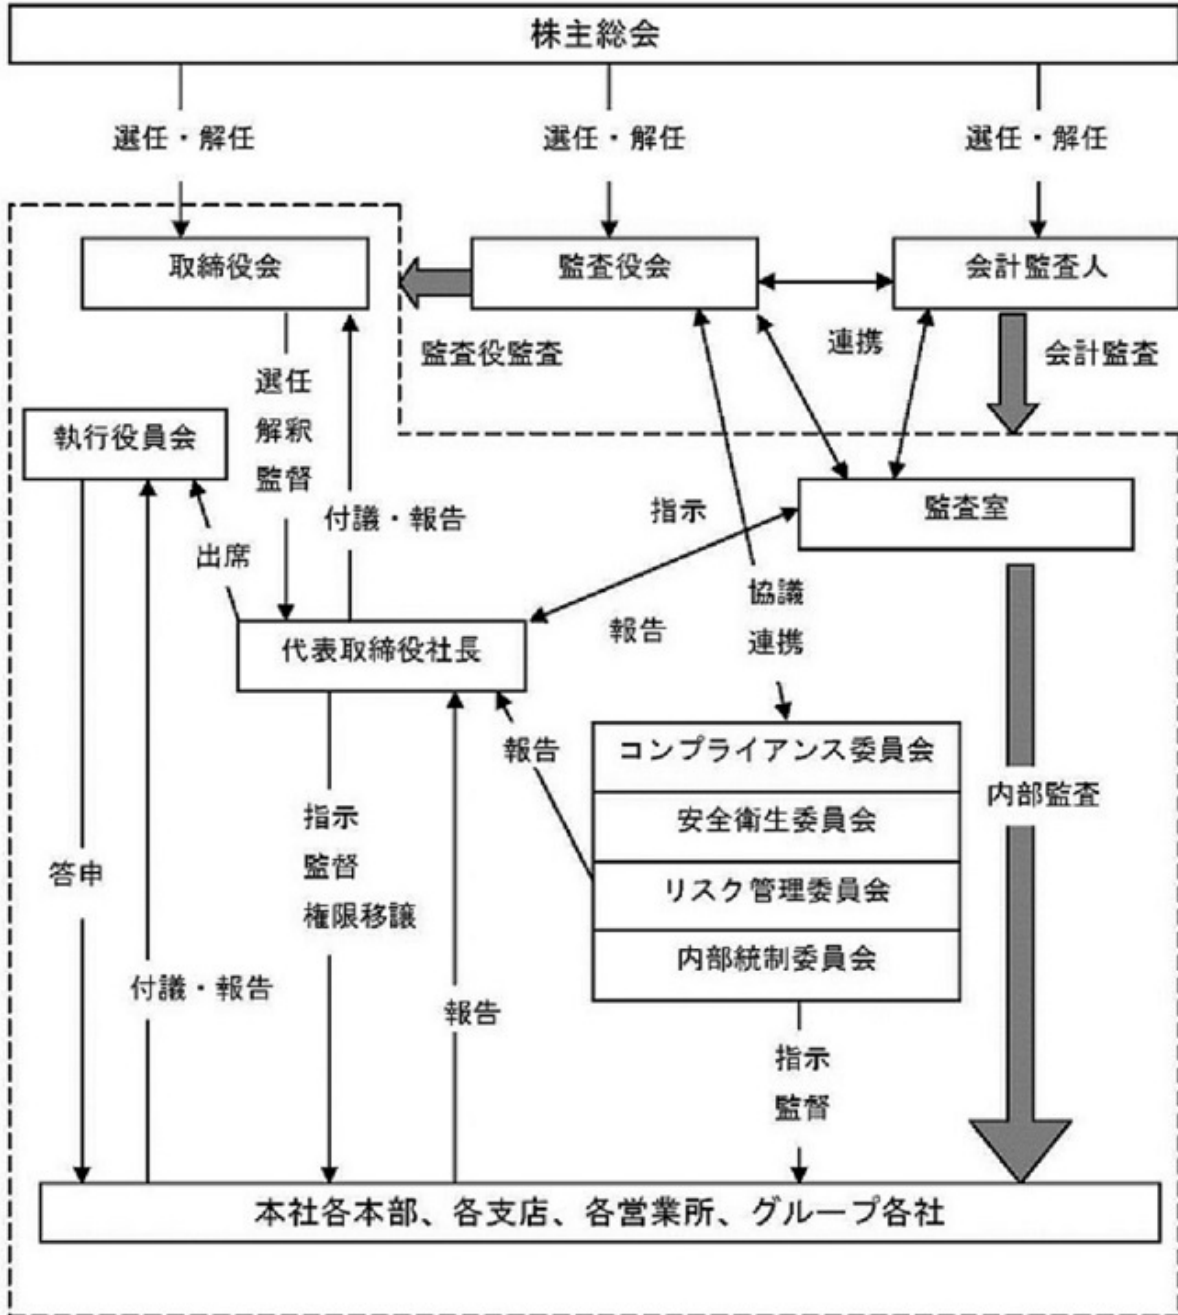 株主総会
選任・解任
選任・解任
選任・解任
取締役会
監査役会
会計監査人
監査役監査
連携
会計監査
選任
解釈
監督
執行役員会
付議・報告
出席
指示
監査室
報告
協議
連携
代表取締役社長
報告
コンプライアンス委員会
安全衛生委員会
リスク管理委員会
内部統制委員会
内部監査
指示
監督
権限移譲
答申
付議・報告
報告
指示
監督
本社各本部、各支店、各営業所、グループ各社